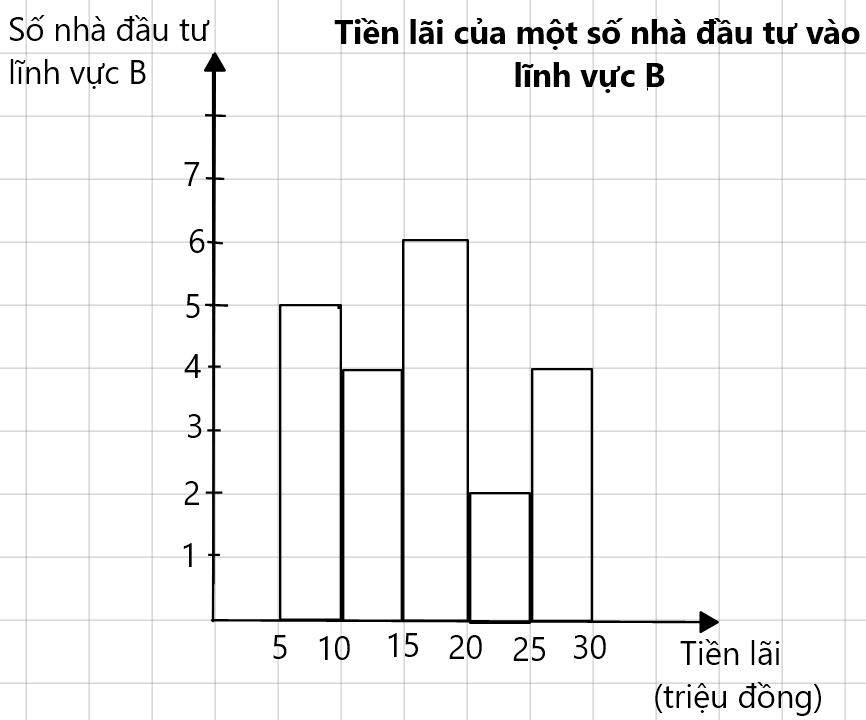 Số nhà đầu tư
lĩnh vực B
Tiền lãi của một số nhà đầu tư vào
lĩnh vực B
7
6
5
4
3
2
1
5 10 15 20 25 30
Tiền lãi
(triệu đồng)